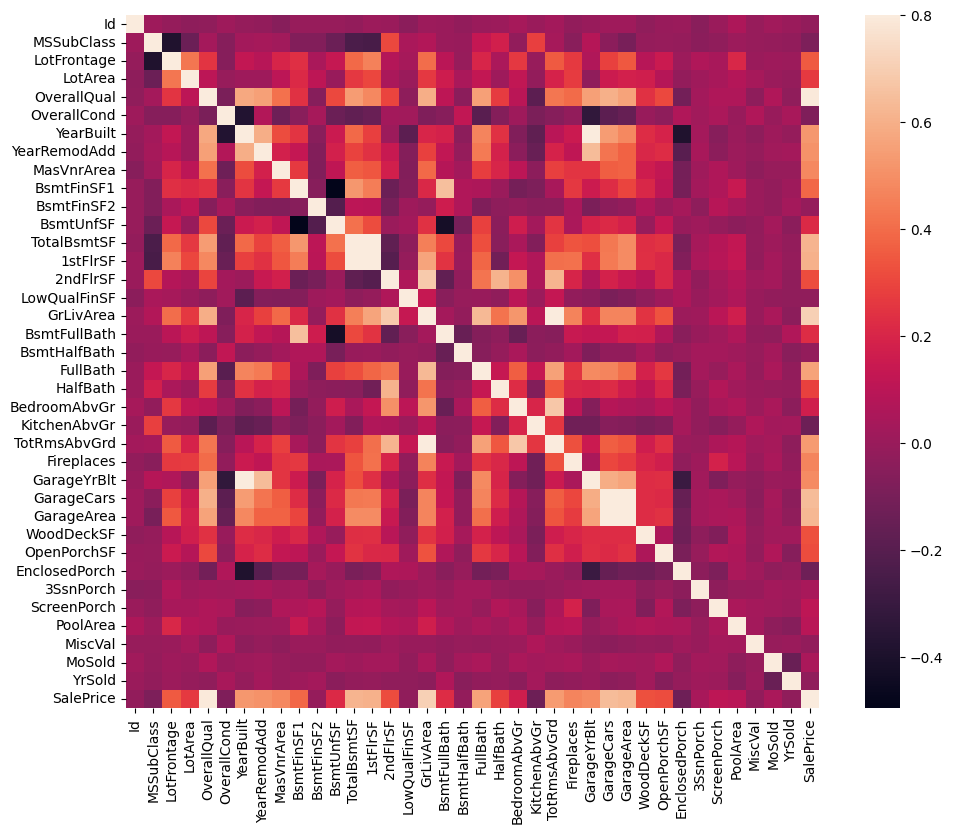 Id
MSSubClass
LotFrontage
LotArea
OverallQual
OverallCond
YearBuilt
YearRemodAdd
MasVnrArea
BsmtFinSF1
BsmtFinSF2
BsmtUnfSF
TotalBsmtSF
1stFlrSF
2ndFlrSF
LowQualFinSF
GrLivArea
BsmtFullBath
BsmtHalfBath
FullBath
HalfBath
BedroomAbvGr
KitchenAbvGr
TotRmsAbvGrd
Fireplaces
GarageYrBlt
GarageCars
GarageArea
WoodDeckSF
OpenPorchSF
EnclosedPorch
3SsnPorch
ScreenPorch
PoolArea
MiscVal
MoSold
YrSold
SalePrice
Id
MSSubClass
LotFrontage
LotArea
OverallQual
OverallCond
YearBuilt
YearRemodAdd
MasVnrArea
BsmtFinSF1
BsmtFinSF2
BsmtUnfSF
TotalBsmtSF
1stFlrSF
2ndFlrSF
LowQualFinSF
GrLivArea
BsmtFullBath
BsmtHalfBath
FullBath
HalfBath
BedroomAbvGr
KitchenAbvGr
TotRmsAbvGrd
Fireplaces
GarageYrBlt
GarageCars
GarageArea
WoodDeckSF
OpenPorchSF
EnclosedPorch
3SsnPorch
ScreenPorch
PoolArea
MiscVal
MoSold
YrSold
SalePrice
0.8
0.6
0.4
0.2
0.0
−0.2
−0.4